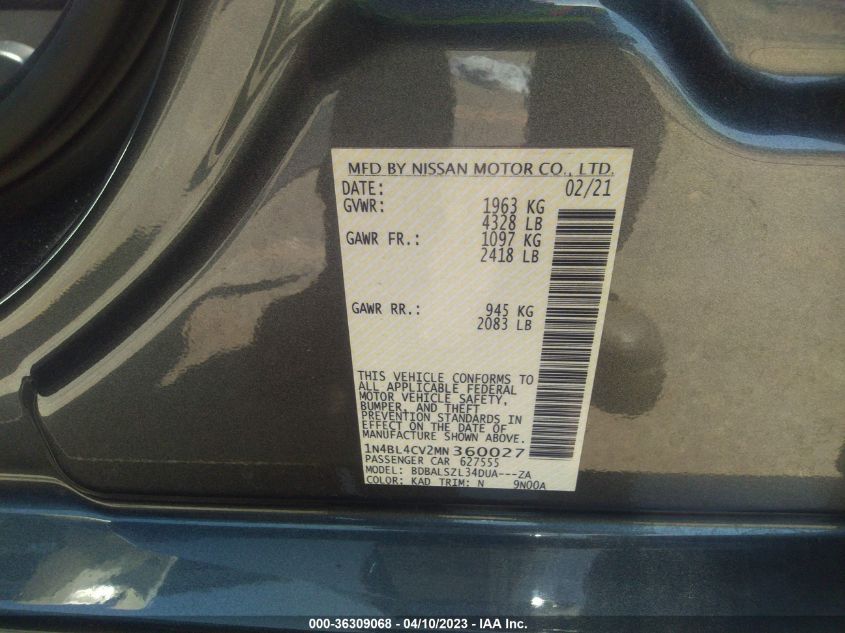 MFD BY NISSAN MOTOR CO., LTD.
DATE: 02/21
GVWR: 1963 KG
4328 LB
GAWR FR.: 1097 KG
2418 LB
GAWR RR.: 945 KG
2083 LB
THIS VEHICLE CONFORMS TO
ALL APPLICABLE FEDERAL
MOTOR VEHICLE SAFETY,
BUMPER, AND THEFT
PREVENTION STANDARDS IN
EFFECT ON THE DATE OF
MANUFACTURE SHOWN ABOVE.
1N4BL4CV2MN360027
PASSENGER CAR 627555
MODEL: BDBALSZL34DUA---ZA
COLOR: KAD TRIM: N 9N00A
000-36309068 - 04/10/2023 - IAA Inc.